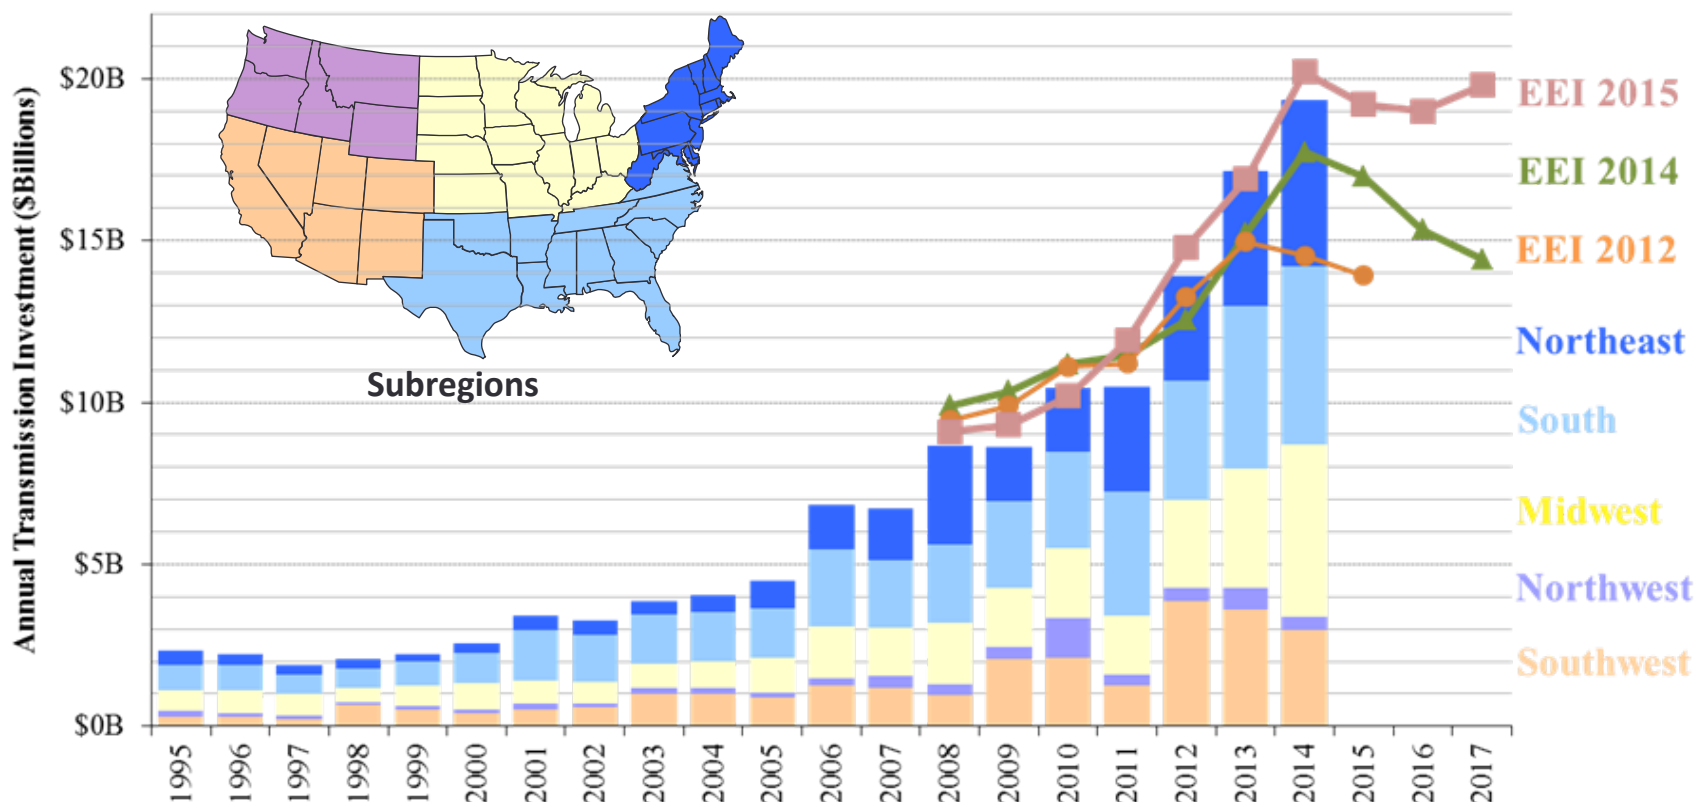 Annual Transmission Investment ($Billions)
$20B
$15B
$10B
$5B
$0B
Subregions
EEI 2015
EEI 2014
EEI 2012
Northeast
South
Midwest
Northwest
Southwest
1995
1996
1997
1998
1999
2000
2001
2002
2003
2004
2005
2006
2007
2008
2009
2010
2011
2012
2013
2014
2015
2016
2017